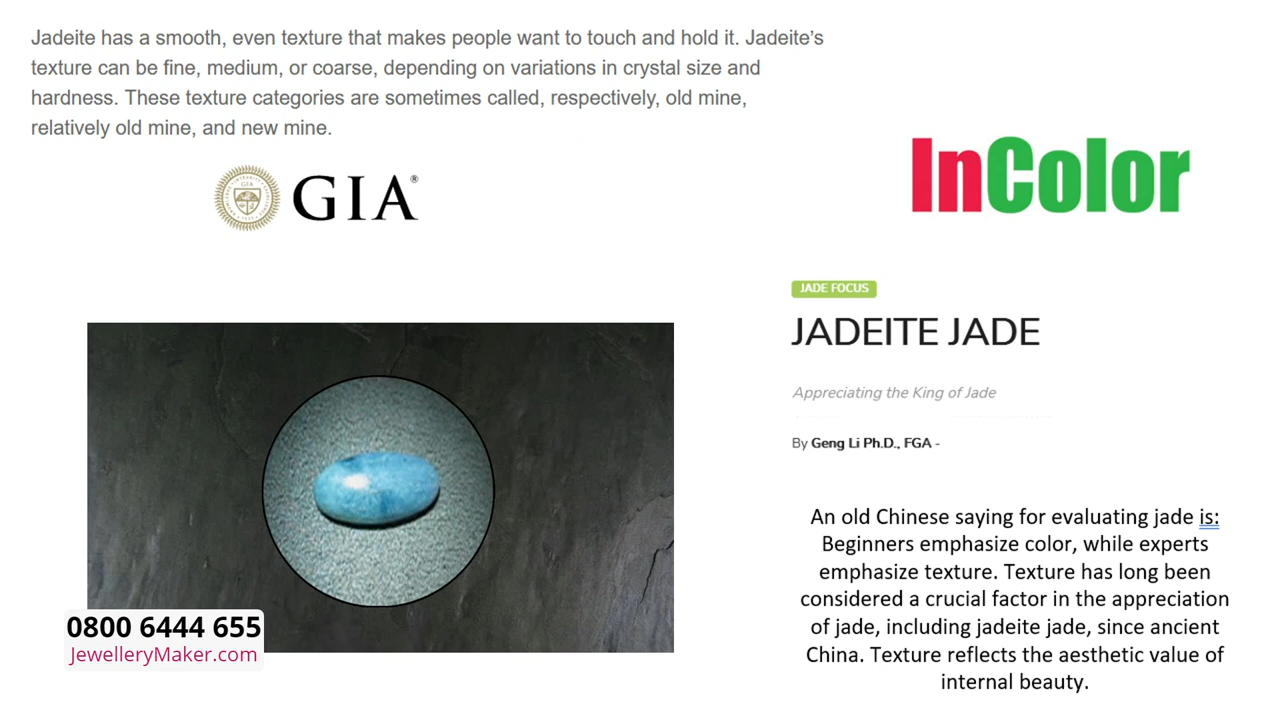 Jadeite has a smooth, even texture that makes people want to touch and hold it. Jadeite's
texture can be fine, medium, or coarse, depending on variations in crystal size and
hardness. These texture categories are sometimes called, respectively, old mine,
relatively old mine, and new mine.
GIA®
InColor
JADE FOCUS
JADEITE JADE
Appreciating the King of Jade
By Geng Li Ph.D., FGA -
An old Chinese saying for evaluating jade is:
Beginners emphasize color, while experts
emphasize texture. Texture has long been
considered a crucial factor in the appreciation
of jade, including jadeite jade, since ancient
China. Texture reflects the aesthetic value of
internal beauty.
0800 6444 655
JewelleryMaker.com